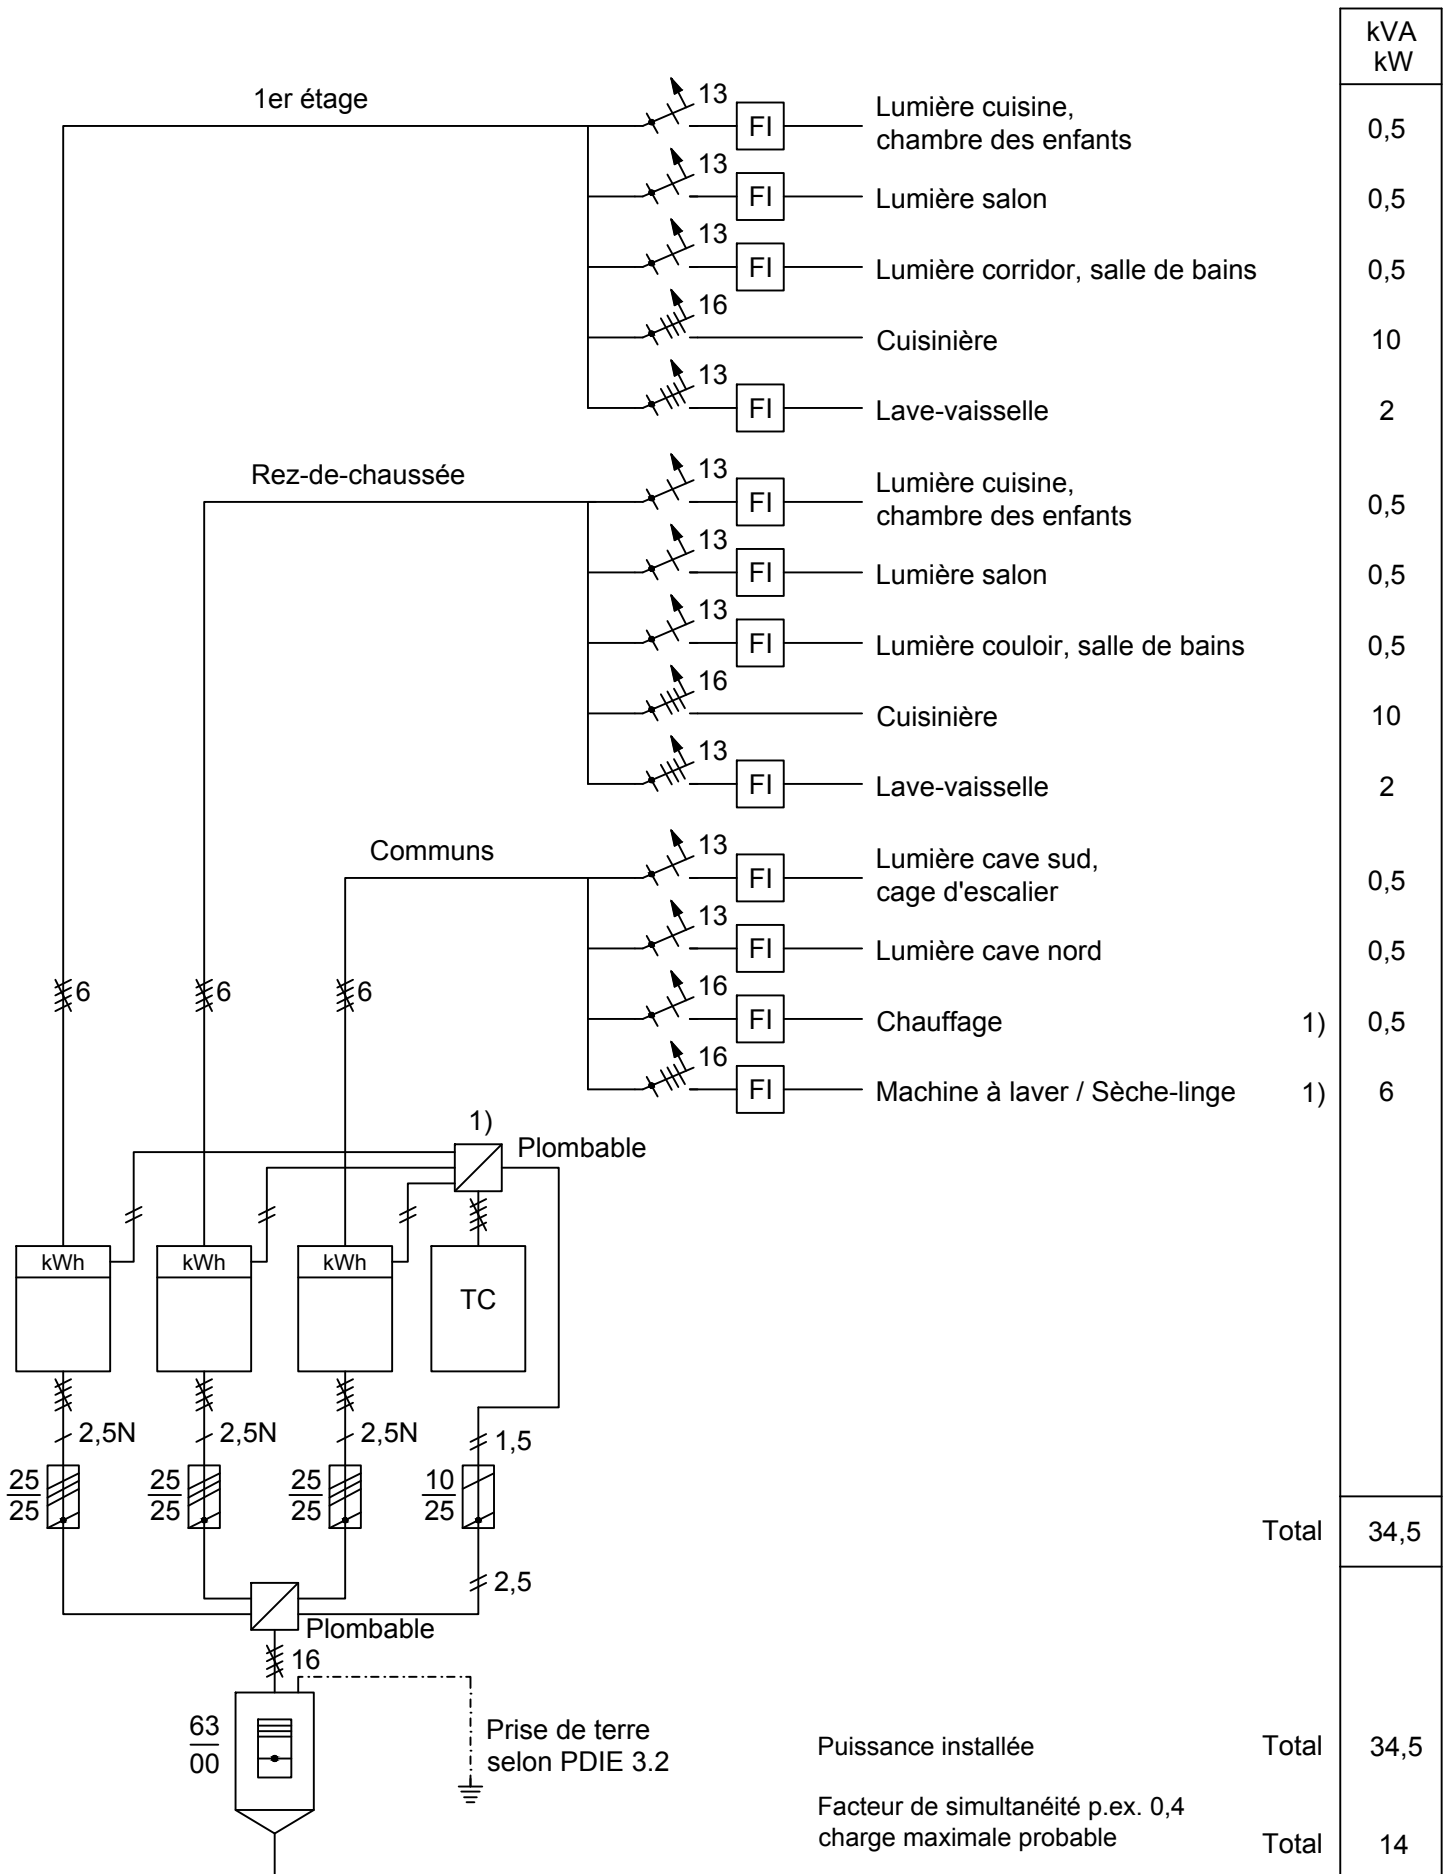 kVA
kW
1er étage
13
FI
Lumière cuisine,
chambre des enfants
0,5
13
FI
Lumière salon
0,5
13
FI
Lumière corridor, salle de bains
0,5
16
Cuisinière
10
13
FI
Lave-vaisselle
2
Rez-de-chaussée
13
FI
Lumière cuisine,
chambre des enfants
0,5
13
FI
Lumière salon
0,5
13
FI
Lumière couloir, salle de bains
0,5
16
Cuisinière
10
13
FI
Lave-vaisselle
2
Communs
13
FI
Lumière cave sud,
cage d'escalier
0,5
13
FI
Lumière cave nord
0,5
6
6
6
16
FI
Chauffage 1)
0,5
16
FI
Machine à laver / Sèche-linge 1)
6
1)
Plombable
kWh
kWh
kWh
TC
2,5N
2,5N
2,5N
1,5
25
25
25
25
25
25
10
25
Total 34,5
2,5
Plombable
16
63
00
Prise de terre
selon PDIE 3.2
Puissance installée Total 34,5
Facteur de simultanéité p.ex. 0,4
charge maximale probable Total 14